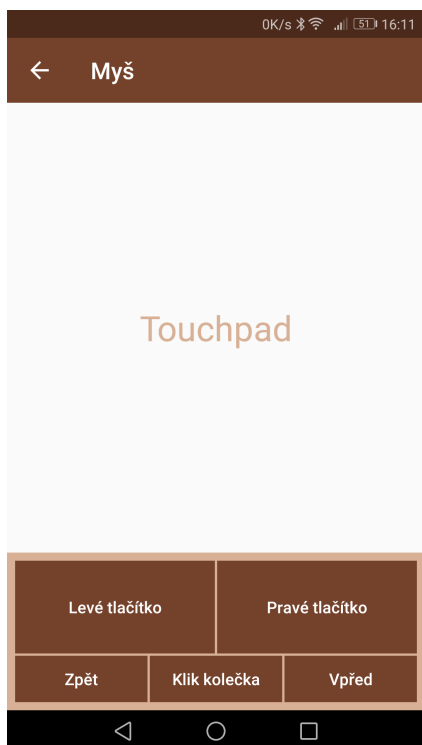 0K/s 51 16:11
Myš
Touchpad
Levé tlačítko Pravé tlačítko
Zpět Klik kolečka Vpřed